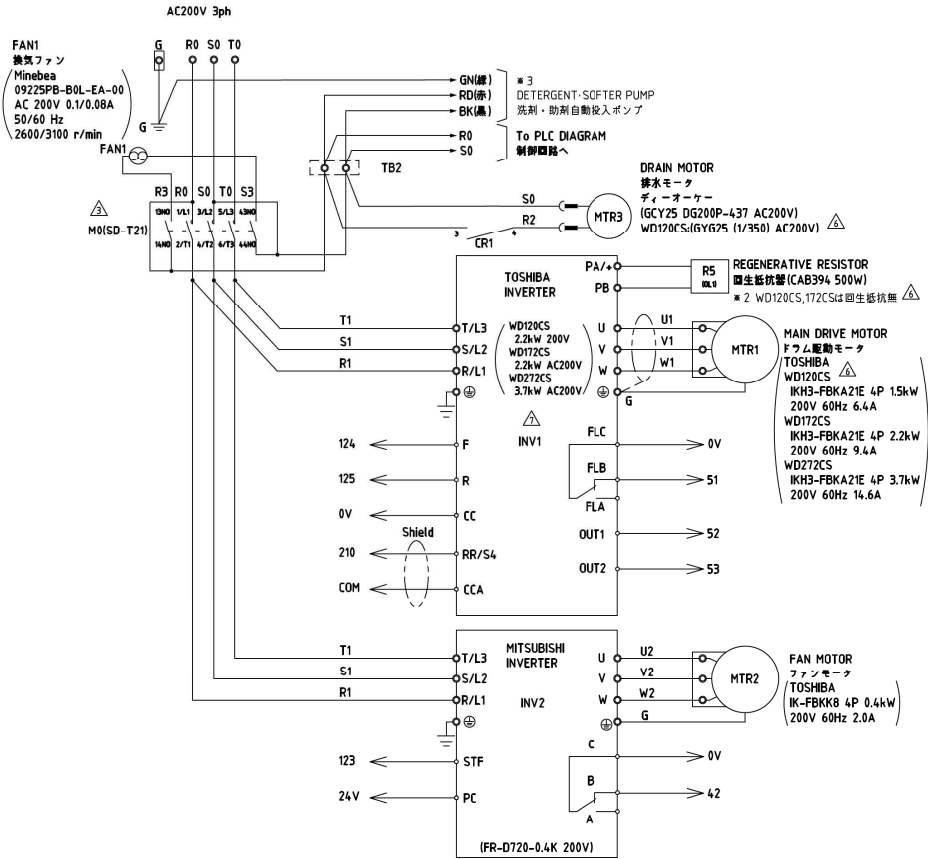 AC200V 3ph
FAN1
換気ファン
Minebea
09225PB-B0L-EA-00
AC 200V 0.1/0.08A
50/60 Hz
2600/3100 r/min
G R0 S0 T0
G
FAN1
GN(緑)
RD(赤)
BK(黒)
※3
DETERGENT·SOFTER PUMP
洗剤・助剤自動投入ポンプ
R0
S0
To PLC DIAGRAM
制御回路へ
TB2
R3 R0 S0 T0 S3
13NO 1/L1 3/L2 5/L3 43NO
3
M0(SD-T21)
14NO 2/T1 4/T2 6/T3 44NO
S0
R2
3 4
CR1
MTR3
DRAIN MOTOR
排水モータ
ディーオーケー
(GCY25 DG200P-437 AC200V)
WD120CS:(GYG25 (1/350) AC200V) 6
TOSHIBA
INVERTER
WD120CS
2.2kW 200V
WD172CS
2.2kW AC200V
WD272CS
3.7kW AC200V
7
INV1
PA/+
PB
R5
(OL1)
REGENERATIVE RESISTOR
回生抵抗器(CAB394 500W)
※2 WD120CS,172CSは回生抵抗無 6
T1 T/L3
S1 S/L2
R1 R/L1
U U1
V V1
W W1
G
MTR1
MAIN DRIVE MOTOR
ドラム駆動モータ
TOSHIBA
WD120CS 6
IKH3-FBKA21E 4P 1.5kW
200V 60Hz 6.4A
WD172CS
IKH3-FBKA21E 4P 2.2kW
200V 60Hz 9.4A
WD272CS
IKH3-FBKA21E 4P 3.7kW
200V 60Hz 14.6A
124 F
125 R
0V CC
Shield
210 RR/S4
COM CCA
FLC 0V
FLB 51
FLA
OUT1 52
OUT2 53
MITSUBISHI
INVERTER
INV2
T1 T/L3
S1 S/L2
R1 R/L1
U U2
V V2
W W2
G
MTR2
FAN MOTOR
ファンモータ
TOSHIBA
IK-FBKK8 4P 0.4kW
200V 60Hz 2.0A
123 STF
24V PC
C 0V
B 42
A
(FR-D720-0.4K 200V)